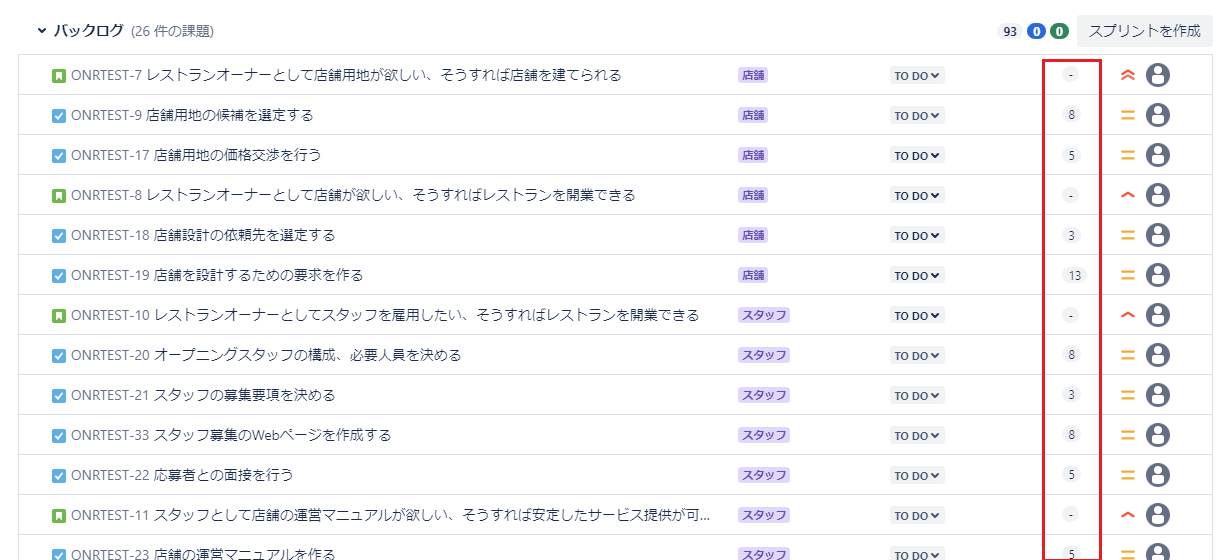 バックログ (26 件の課題) 93 0 0 スプリントを作成
ONRTEST-7 レストランオーナーとして店舗用地が欲しい、そうすれば店舗を建てられる 店舗 TO DO -
ONRTEST-9 店舗用地の候補を選定する 店舗 TO DO 8
ONRTEST-17 店舗用地の価格交渉を行う 店舗 TO DO 5
ONRTEST-8 レストランオーナーとして店舗が欲しい、そうすればレストランを開業できる 店舗 TO DO -
ONRTEST-18 店舗設計の依頼先を選定する 店舗 TO DO 3
ONRTEST-19 店舗を設計するための要求を作る 店舗 TO DO 13
ONRTEST-10 レストランオーナーとしてスタッフを雇用したい、そうすればレストランを開業できる スタッフ TO DO -
ONRTEST-20 オープニングスタッフの構成、必要人員を決める スタッフ TO DO 8
ONRTEST-21 スタッフの募集要項を決める スタッフ TO DO 3
ONRTEST-33 スタッフ募集のWebページを作成する スタッフ TO DO 8
ONRTEST-22 応募者との面接を行う スタッフ TO DO 5
ONRTEST-11 スタッフとして店舗の運営マニュアルが欲しい、そうすれば安定したサービス提供が可... スタッフ TO DO -
ONRTEST-23 店舗の運営マニュアルを作る スタッフ TO DO 5